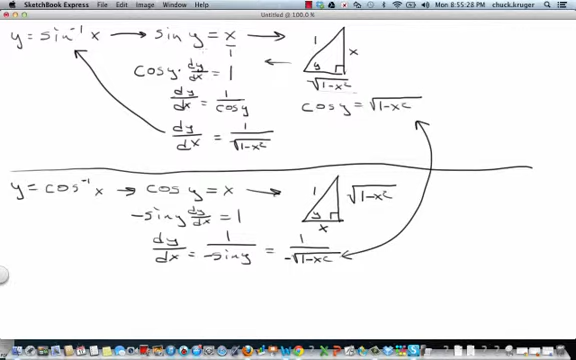 SketchBook Express File Edit Image Window Help chuck.kruger 8:55:28 PM
Untitled @ 100.0 %
y = sin⁻¹ x → sin y = x/1 →
1 x y √1-x²
cos y · dy/dx = 1 ←
dy/dx = 1/cos y
cos y = √1-x²
dy/dx = 1/√1-x²
y = cos⁻¹ x → cos y = x →
1 √1-x² y x
-sin y dy/dx = 1
dy/dx = 1/-sin y = 1/-√1-x²